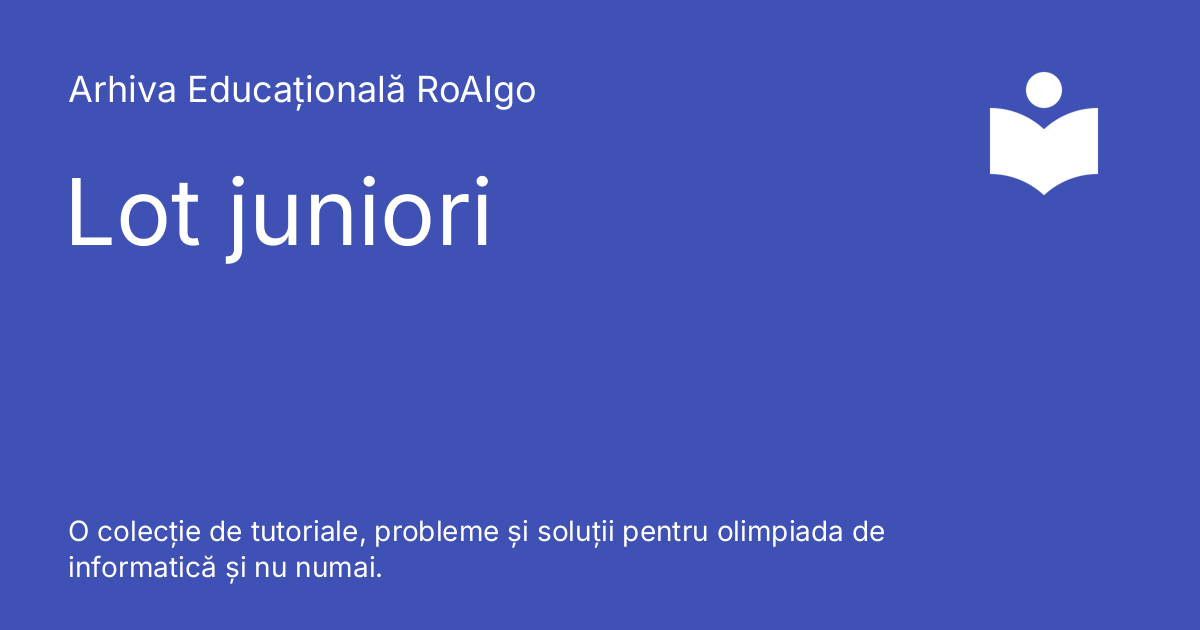 Arhiva Educațională RoAlgo
Lot juniori
O colecție de tutoriale, probleme și soluții pentru olimpiada de
informatică și nu numai.